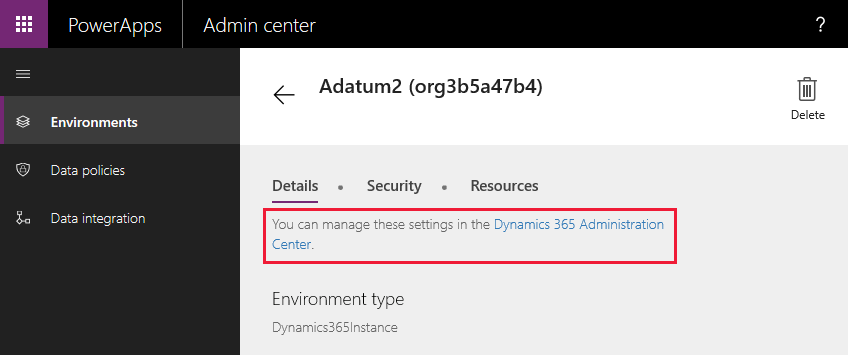 PowerApps
Admin center
?
Adatum2 (org3b5a47b4)
Delete
Environments
Data policies
Data integration
Details • Security • Resources
You can manage these settings in the Dynamics 365 Administration
Center.
Environment type
Dynamics365Instance